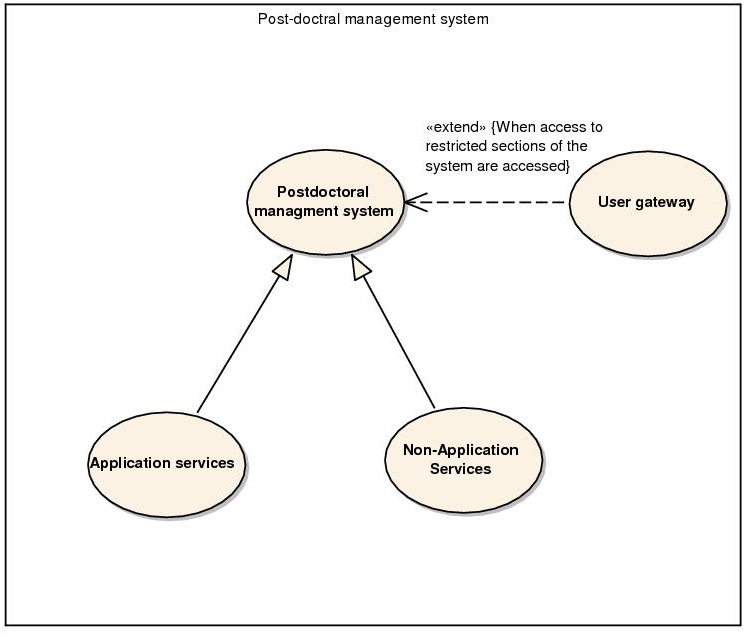 Post-doctral management system
«extend» {When access to
restricted sections of the
system are accessed}
Postdoctoral
managment system
User gateway
Application services
Non-Application
Services